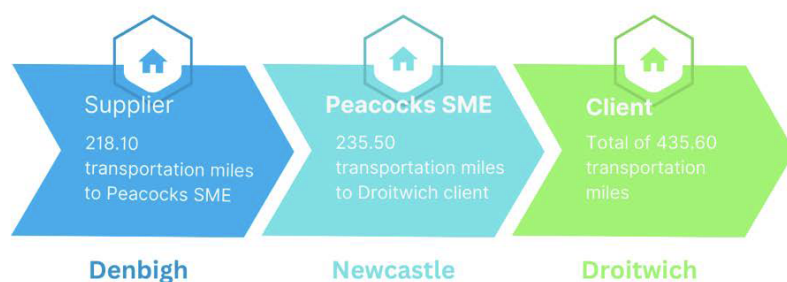 Supplier
218.10
transportation miles
to Peacocks SME
Peacocks SME
235.50
transportation miles
to Droitwich client
Client
Total of 435.60
transportation
miles
Denbigh
Newcastle
Droitwich